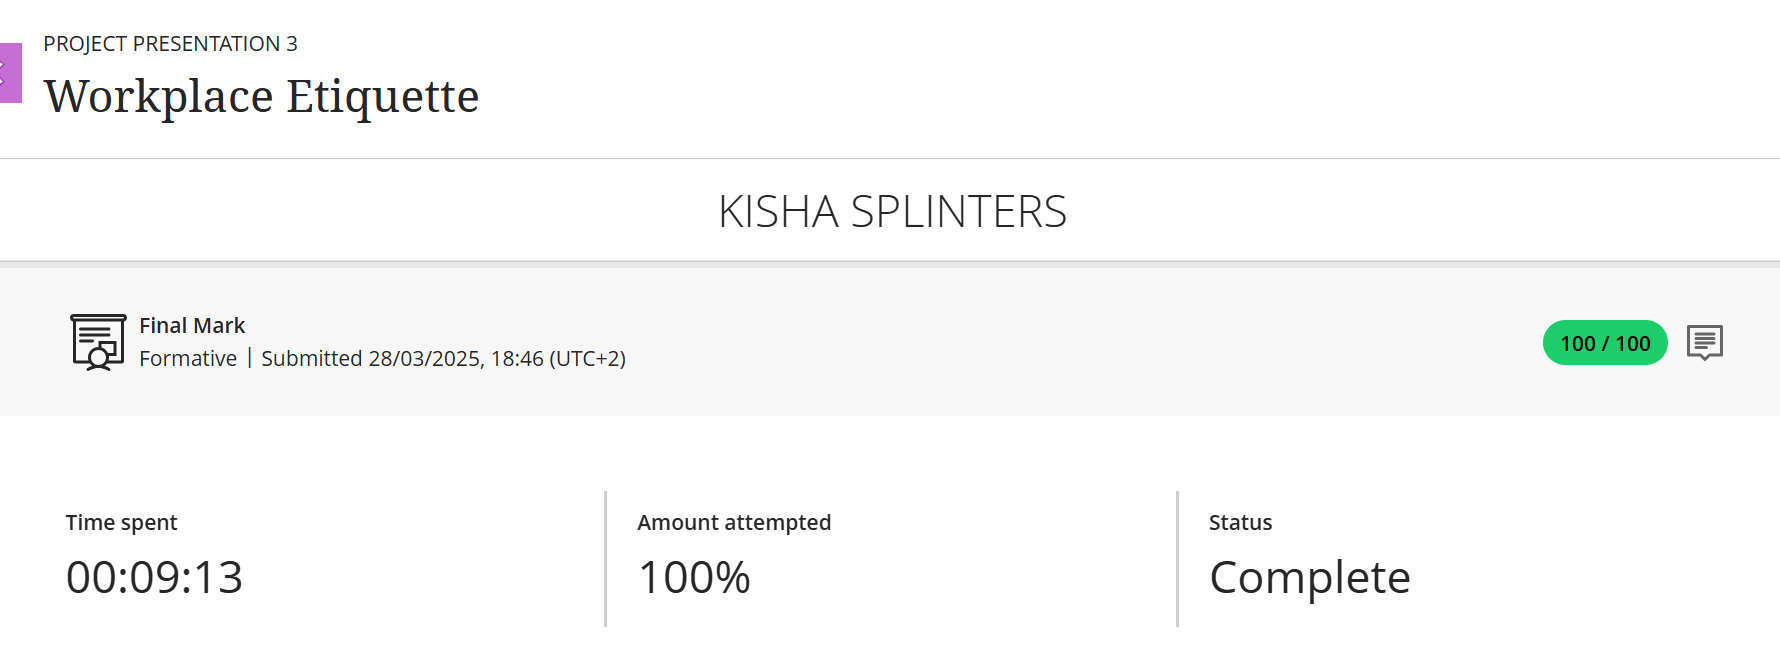 PROJECT PRESENTATION 3
Workplace Etiquette
KISHA SPLINTERS
Final Mark
Formative | Submitted 28/03/2025, 18:46 (UTC+2)
100 / 100
Time spent
00:09:13
Amount attempted
100%
Status
Complete